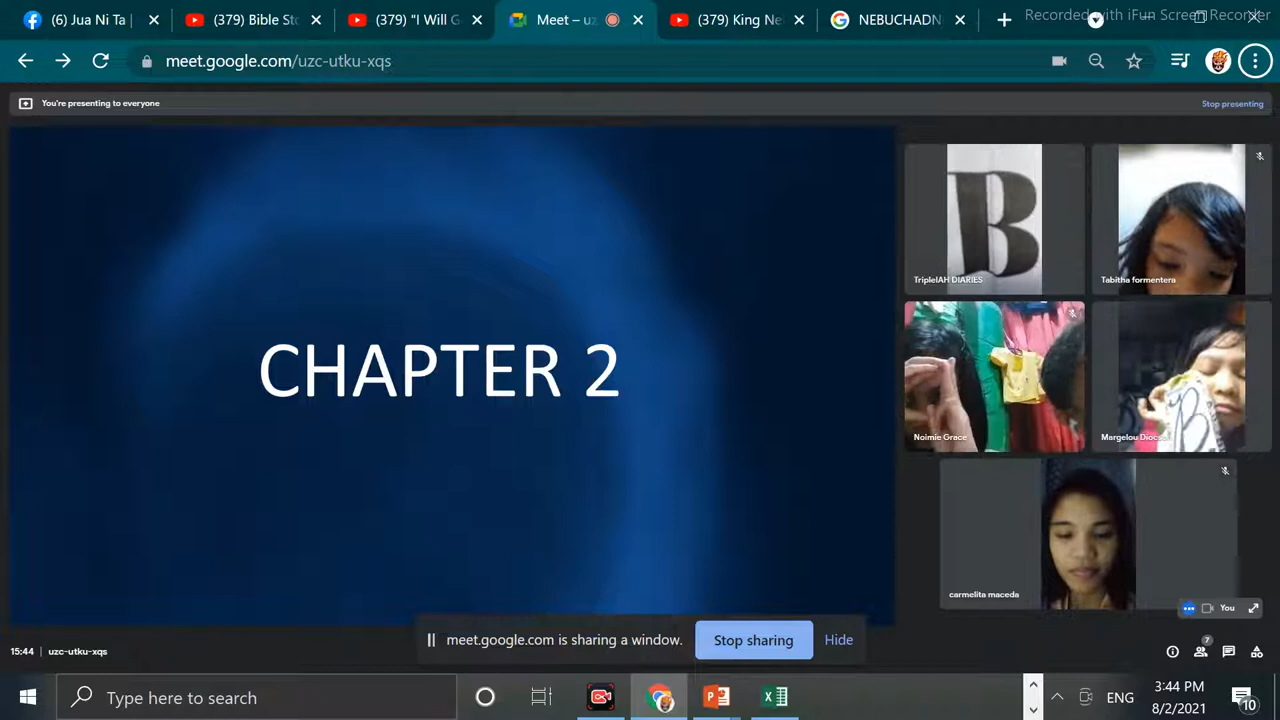 Recorded with iFun Screen Recorder
(6) Jua Ni Ta |
(379) Bible Sto
(379) "I Will G
Meet – uz
(379) King Ne
NEBUCHADN
meet.google.com/uzc-utku-xqs
You're presenting to everyone
Stop presenting
CHAPTER 2
B
TripleIAH DIARIES
Tabitha formentera
Noimie Grace
B
Margelou
carmelita maceda
You
meet.google.com is sharing a window.
Stop sharing
Hide
15:44 | uzc-utku-xqs
7
Type here to search
ENG
3:44 PM
8/2/2021
10